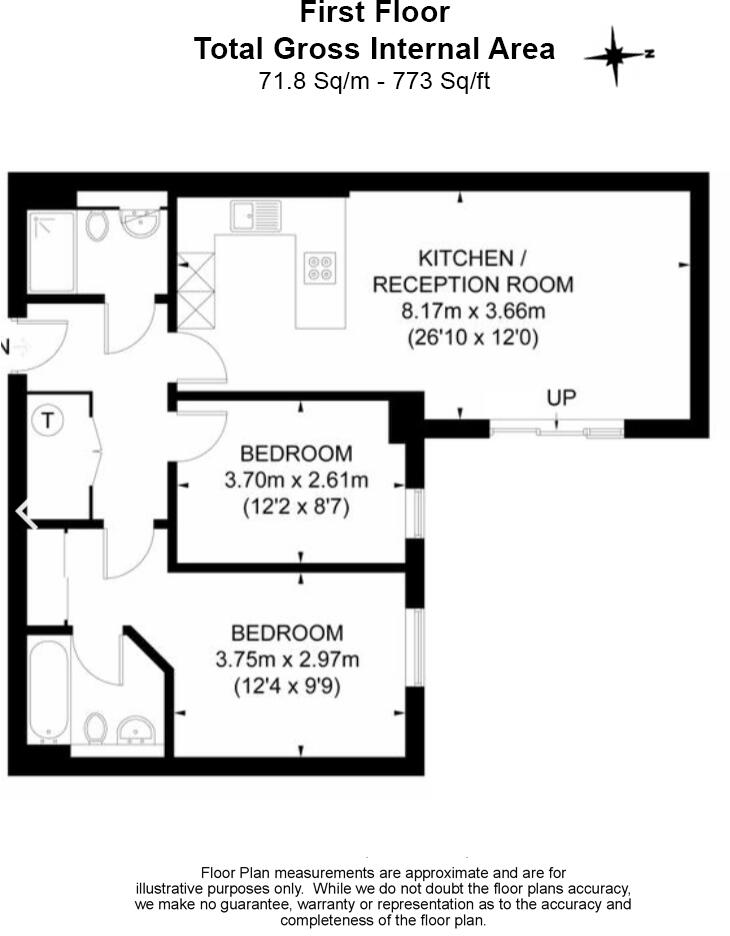 First Floor
Total Gross Internal Area
71.8 Sq/m - 773 Sq/ft
N
KITCHEN /
RECEPTION ROOM
8.17m x 3.66m
(26'10 x 12'0)
UP
T
BEDROOM
3.70m x 2.61m
(12'2 x 8'7)
BEDROOM
3.75m x 2.97m
(12'4 x 9'9)
Floor Plan measurements are approximate and are for
illustrative purposes only. While we do not doubt the floor plans accuracy,
we make no guarantee, warranty or representation as to the accuracy and
completeness of the floor plan.